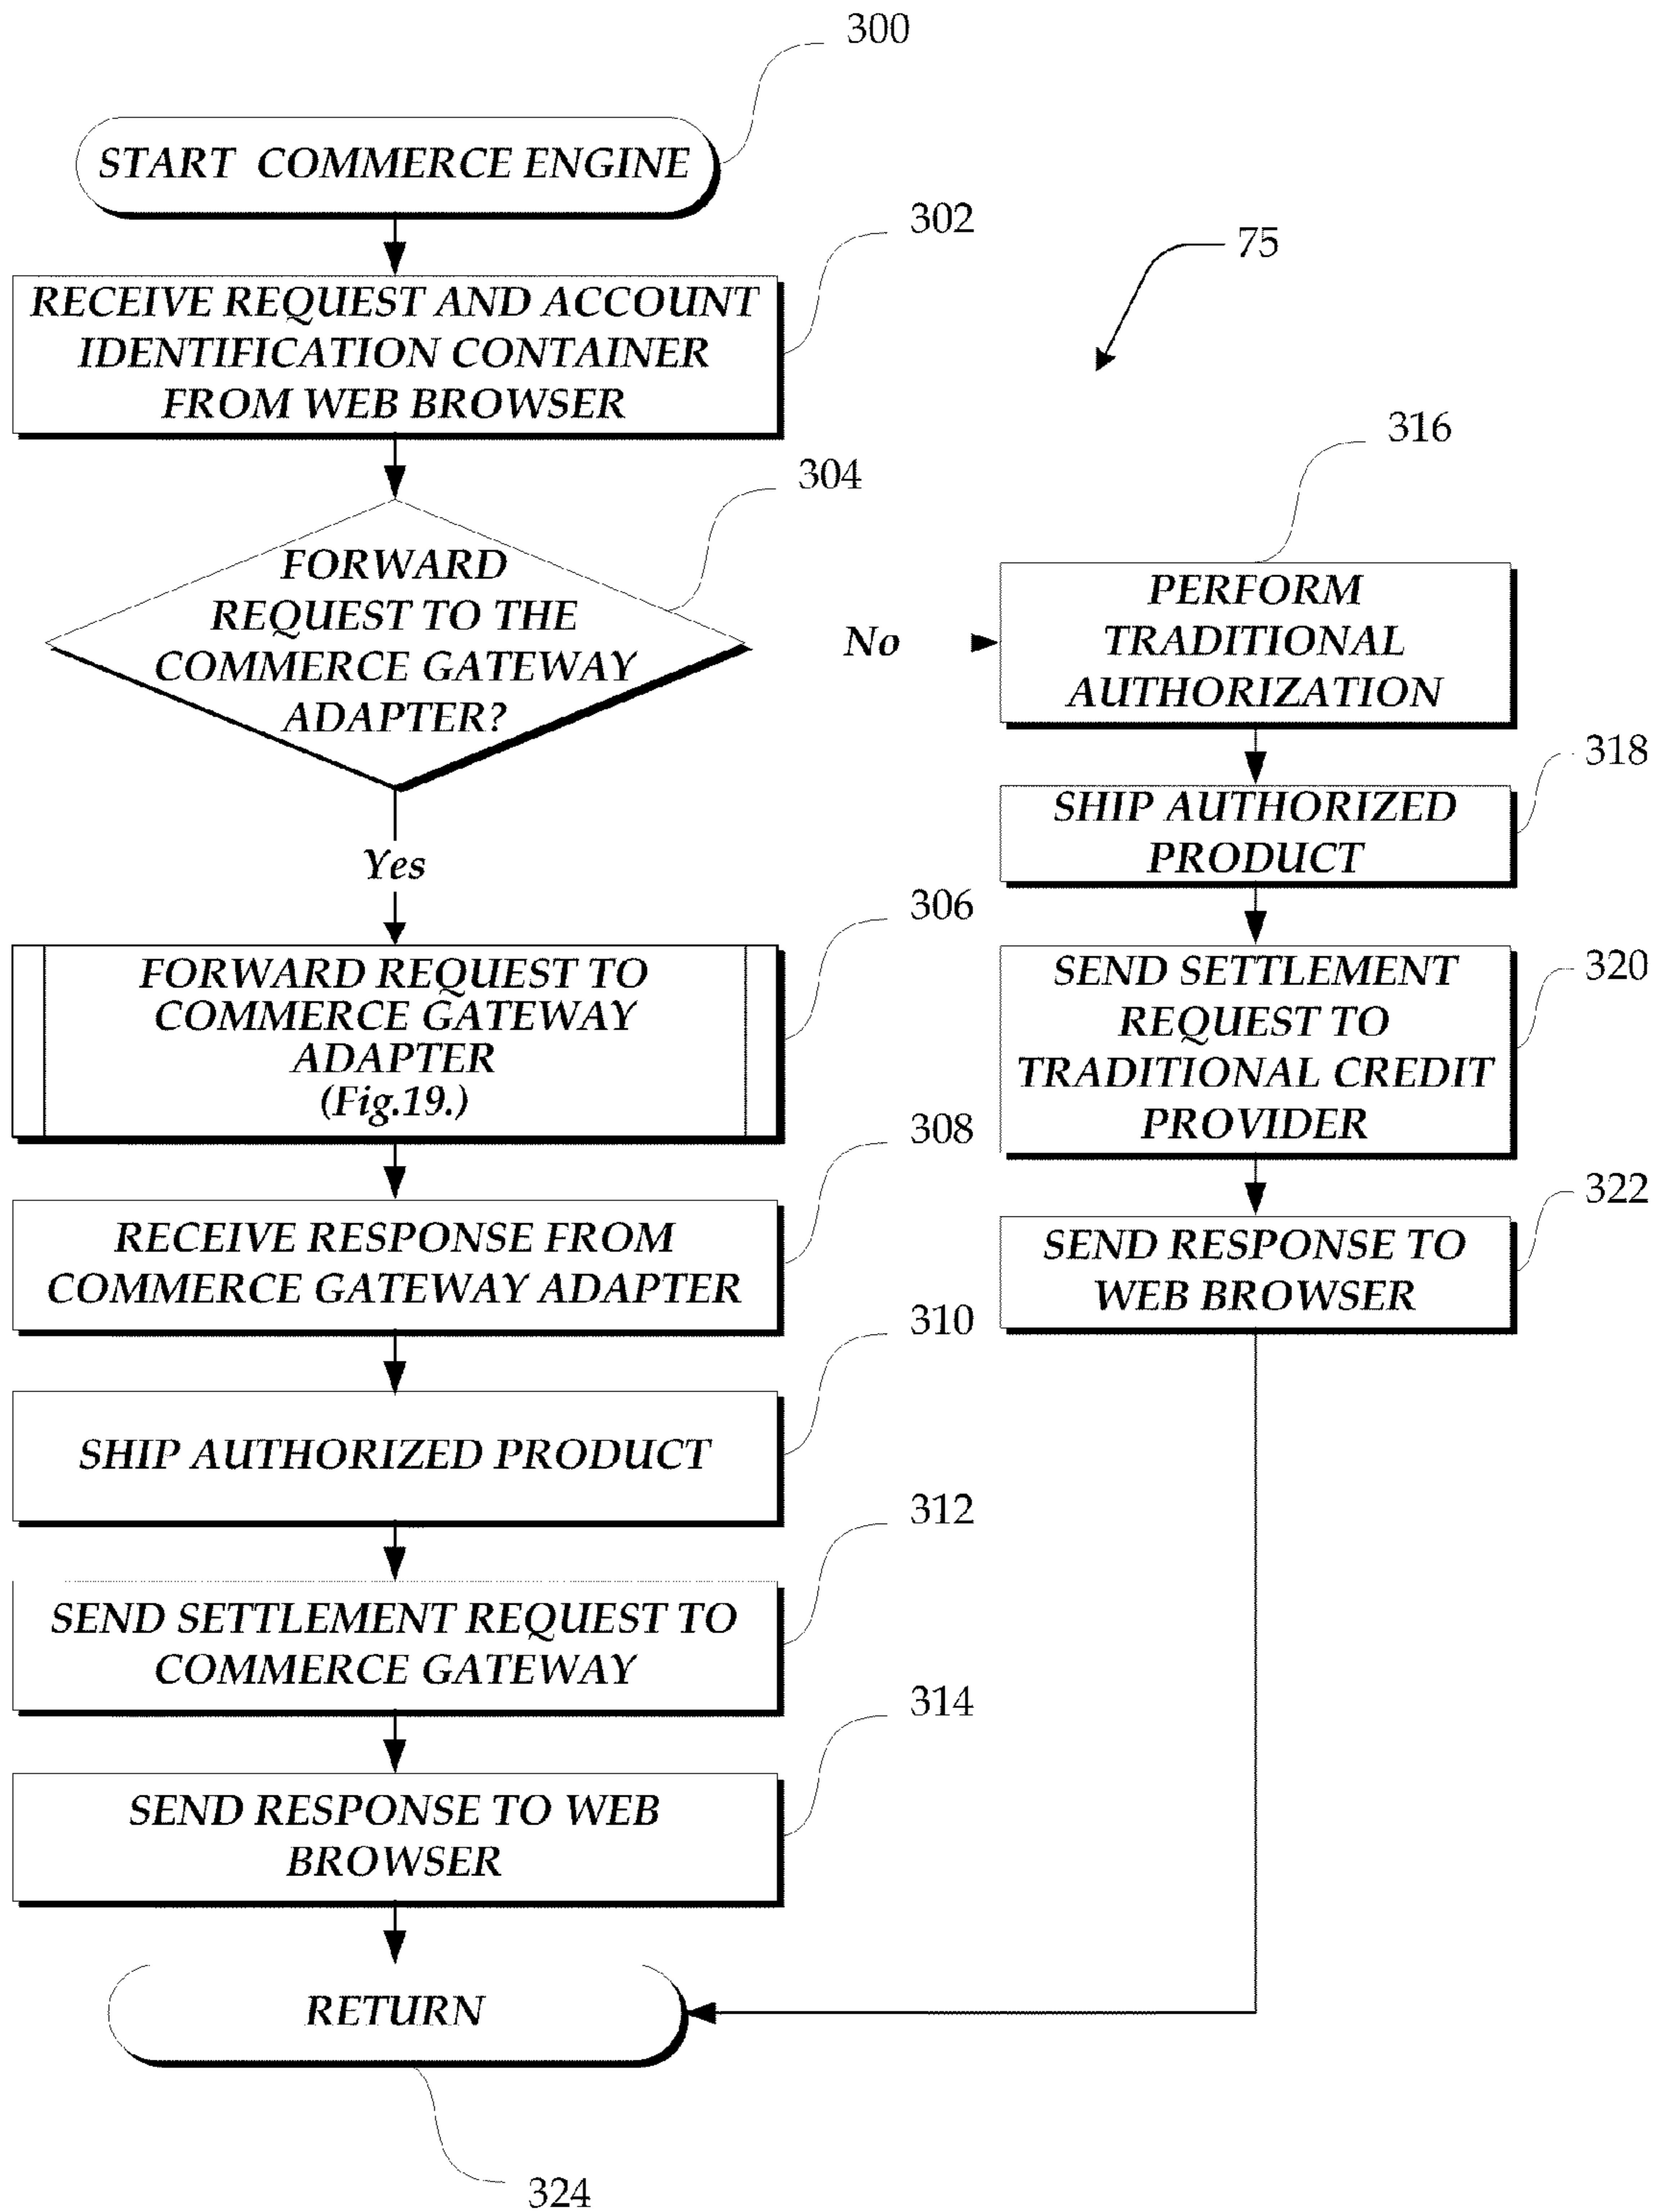 300
START COMMERCE ENGINE
302
RECEIVE REQUEST AND ACCOUNT
IDENTIFICATION CONTAINER
FROM WEB BROWSER
75
304
FORWARD
REQUEST TO THE
COMMERCE GATEWAY
ADAPTER?
No
Yes
306
FORWARD REQUEST TO
COMMERCE GATEWAY
ADAPTER
(Fig.19.)
308
RECEIVE RESPONSE FROM
COMMERCE GATEWAY ADAPTER
310
SHIP AUTHORIZED PRODUCT
312
SEND SETTLEMENT REQUEST TO
COMMERCE GATEWAY
314
SEND RESPONSE TO WEB
BROWSER
316
PERFORM
TRADITIONAL
AUTHORIZATION
318
SHIP AUTHORIZED
PRODUCT
320
SEND SETTLEMENT
REQUEST TO
TRADITIONAL CREDIT
PROVIDER
322
SEND RESPONSE TO
WEB BROWSER
RETURN
324